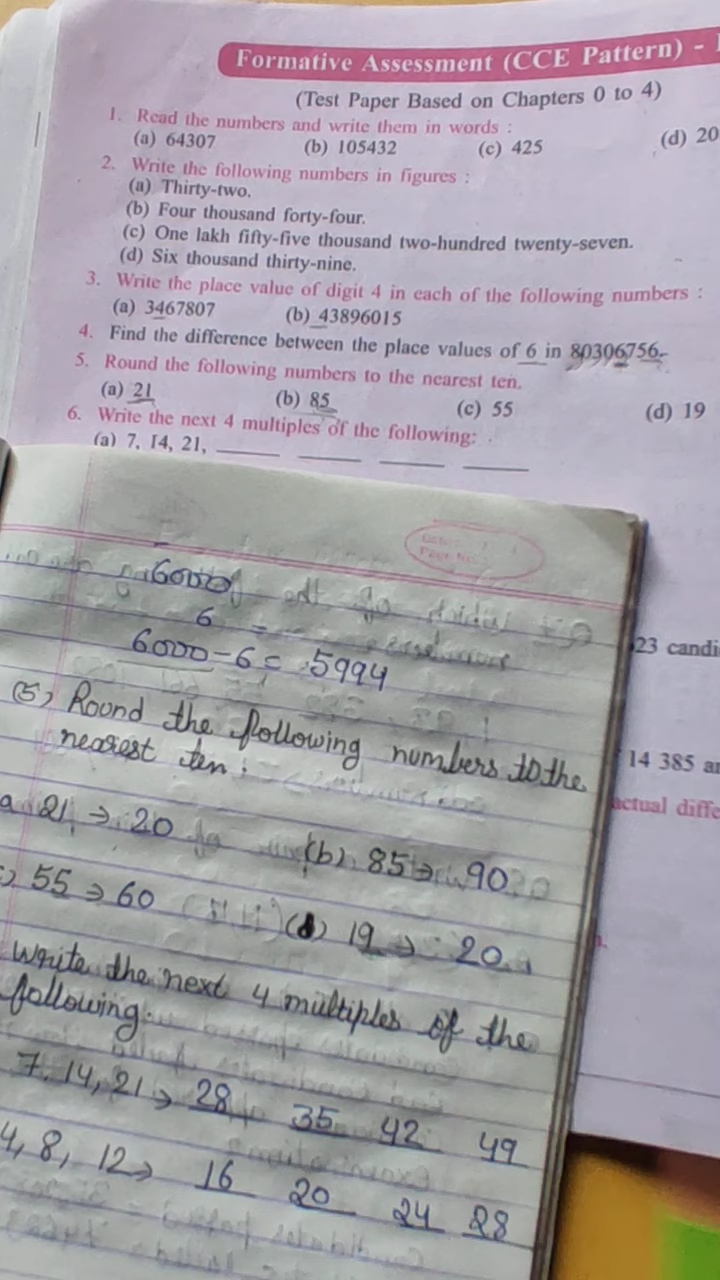 Formative Assessment (CCE Pattern) -
(Test Paper Based on Chapters 0 to 4)
1. Read the numbers and write them in words :
(a) 64307 (b) 105432 (c) 425 (d) 20
2. Write the following numbers in figures :
(a) Thirty-two.
(b) Four thousand forty-four.
(c) One lakh fifty-five thousand two-hundred twenty-seven.
(d) Six thousand thirty-nine.
3. Write the place value of digit 4 in each of the following numbers :
(a) 3467807 (b) 43896015
4. Find the difference between the place values of 6 in 80306756.
5. Round the following numbers to the nearest ten.
(a) 21 (b) 85 (c) 55 (d) 19
6. Write the next 4 multiples of the following:
(a) 7, 14, 21,
6000
6 =
6000-6= 5994
(5) Round the following numbers to the
nearest ten:
a 21 → 20 (b) 85 → 90
55 → 60 (d) 19 → 20
Write the next 4 multiples of the
following.
7, 14, 21 → 28 35 42 49
4, 8, 12 → 16 20 24 28
23 candi
14 385 a
actual diffe